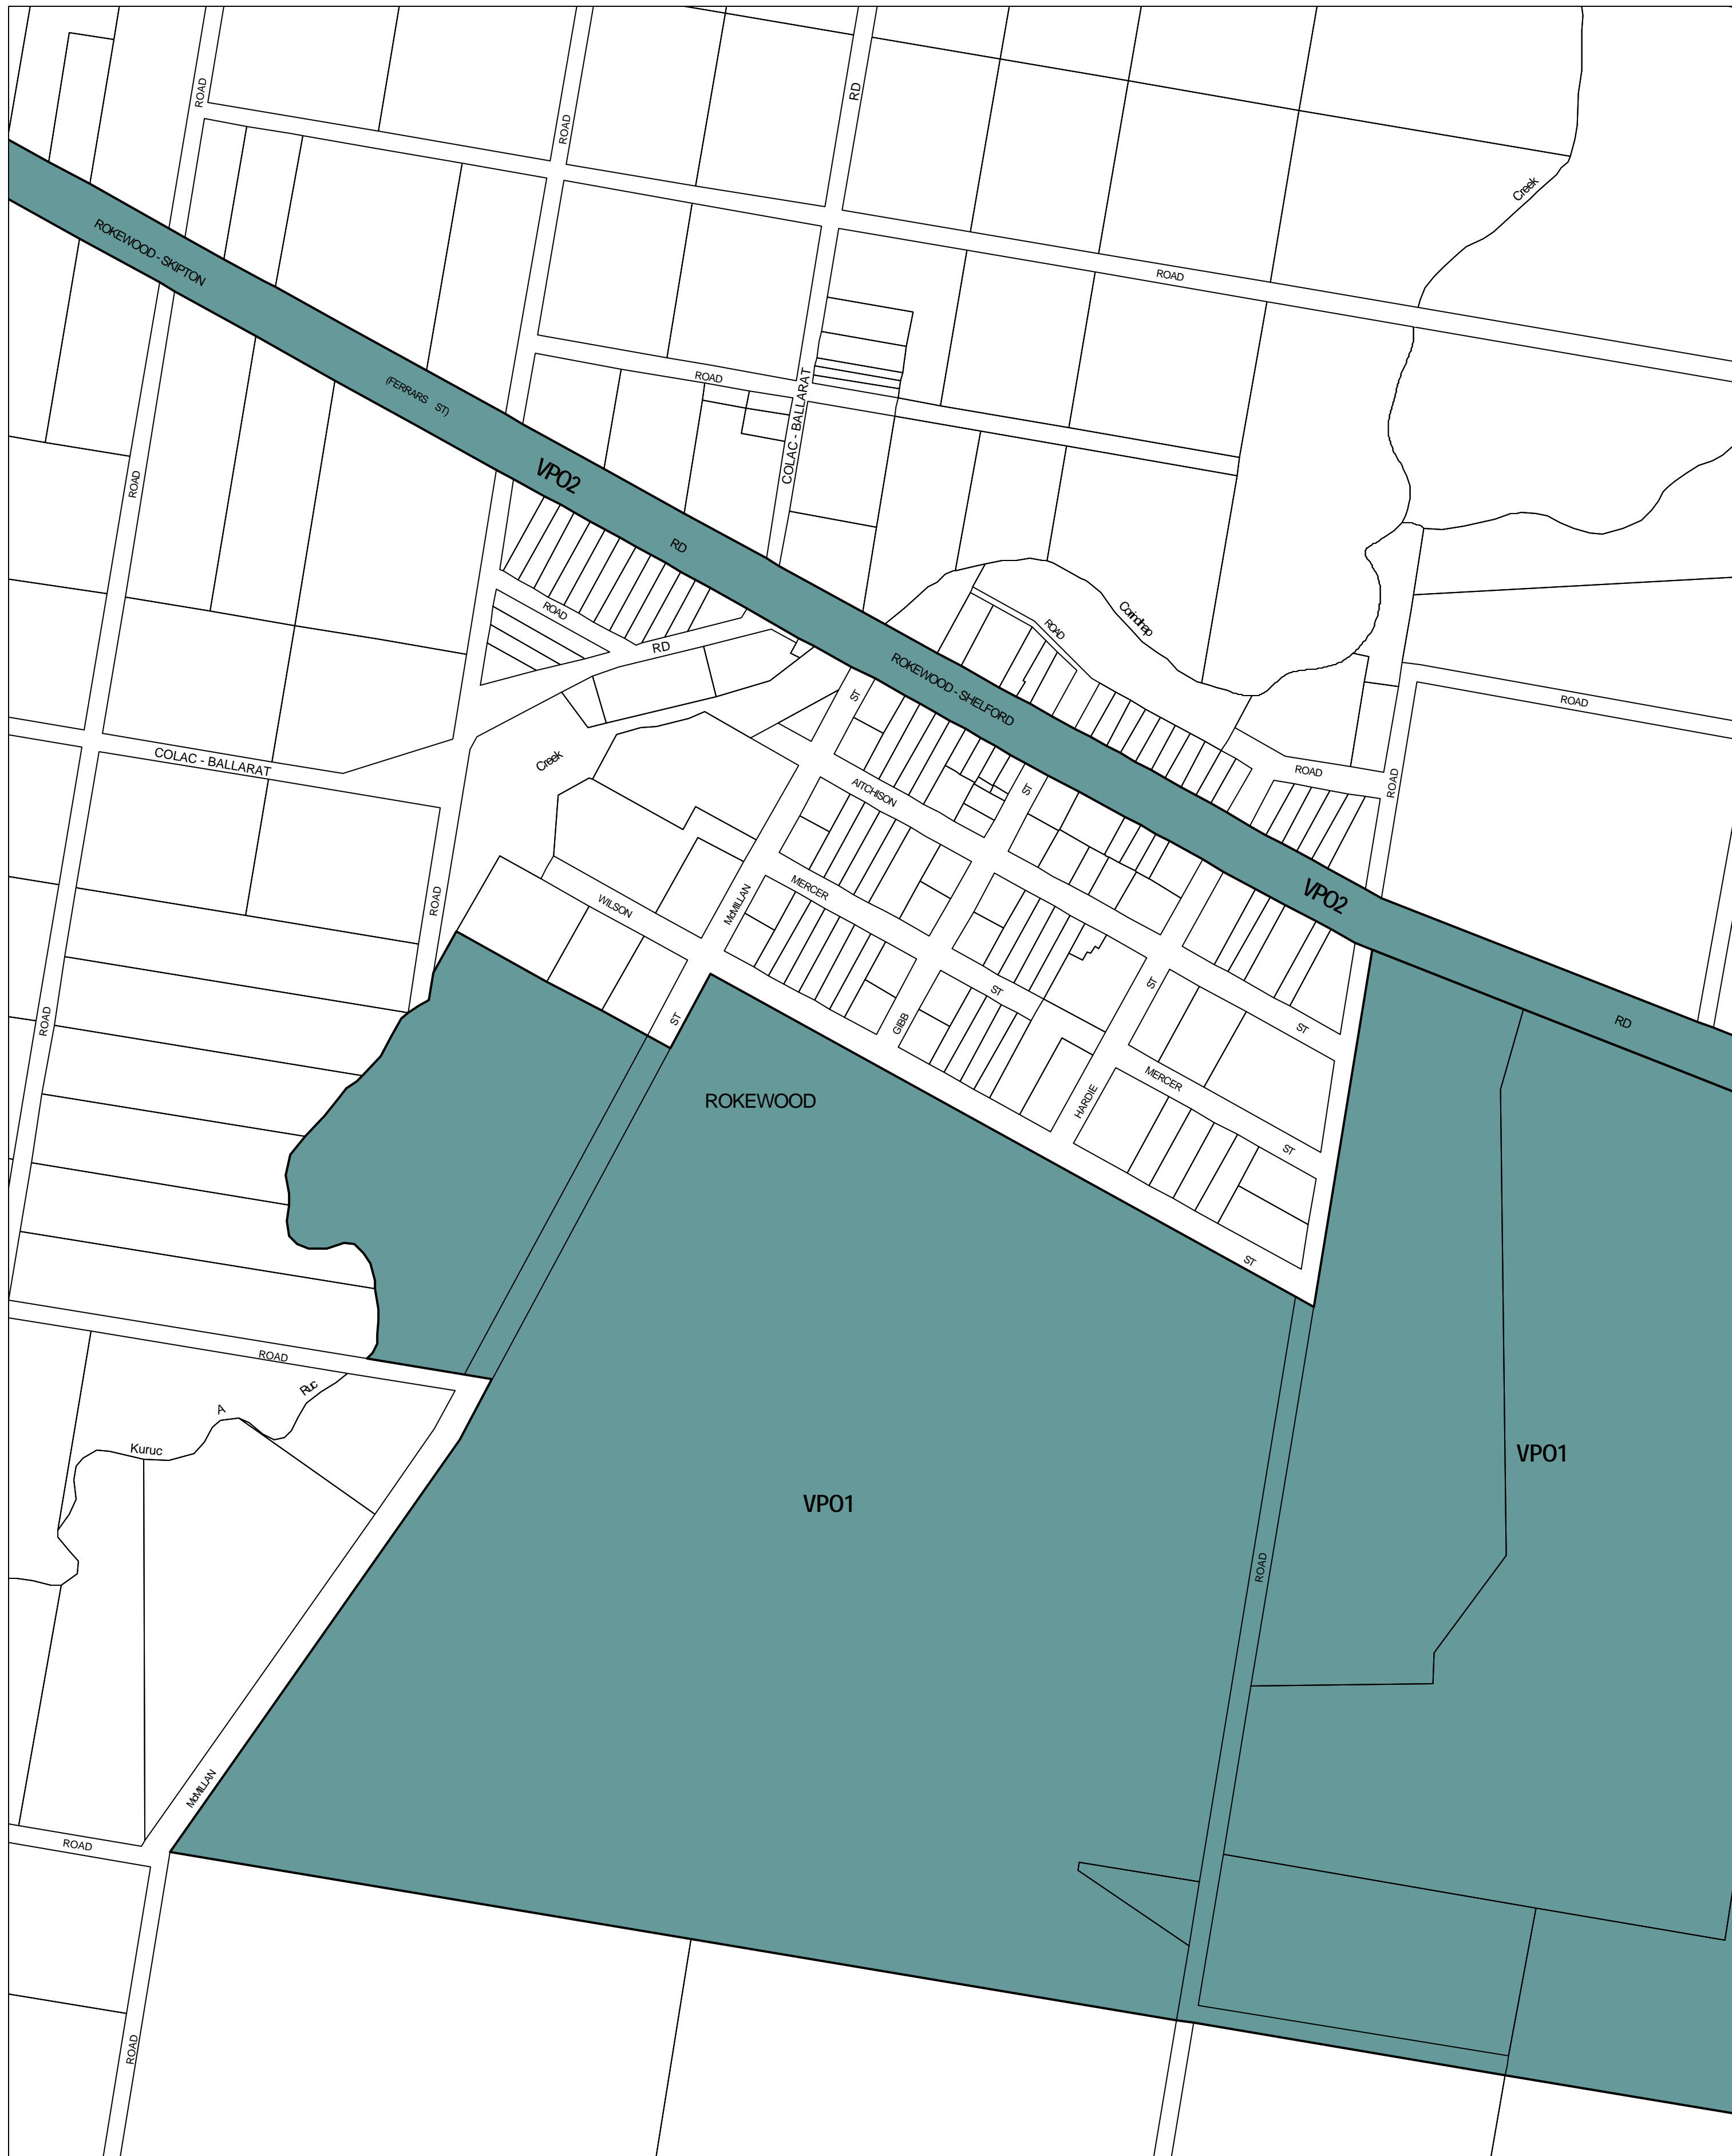 ROAD
RD
ROAD
Creek
ROKEWOOD - SKIPTON
ROAD
ROAD
(FERRARS ST)
COLAC - BALLARAT
VPO2
ROAD
RD
ROAD
Corindhap
ROAD
RD
ROKEWOOD - SHELFORD
ST
ROAD
COLAC - BALLARAT
Creek
ROAD
ROAD
ST
AITCHISON
VPO2
MERCER
McMILLAN
WILSON
ROAD
ST
ST
ROAD
ST
GIBB
ST
RD
MERCER
HARDIE
ROKEWOOD
ST
ST
ROAD
Ruc
A
Kuruc
VPO1
VPO1
ROAD
McMILLAN
ROAD
ROAD